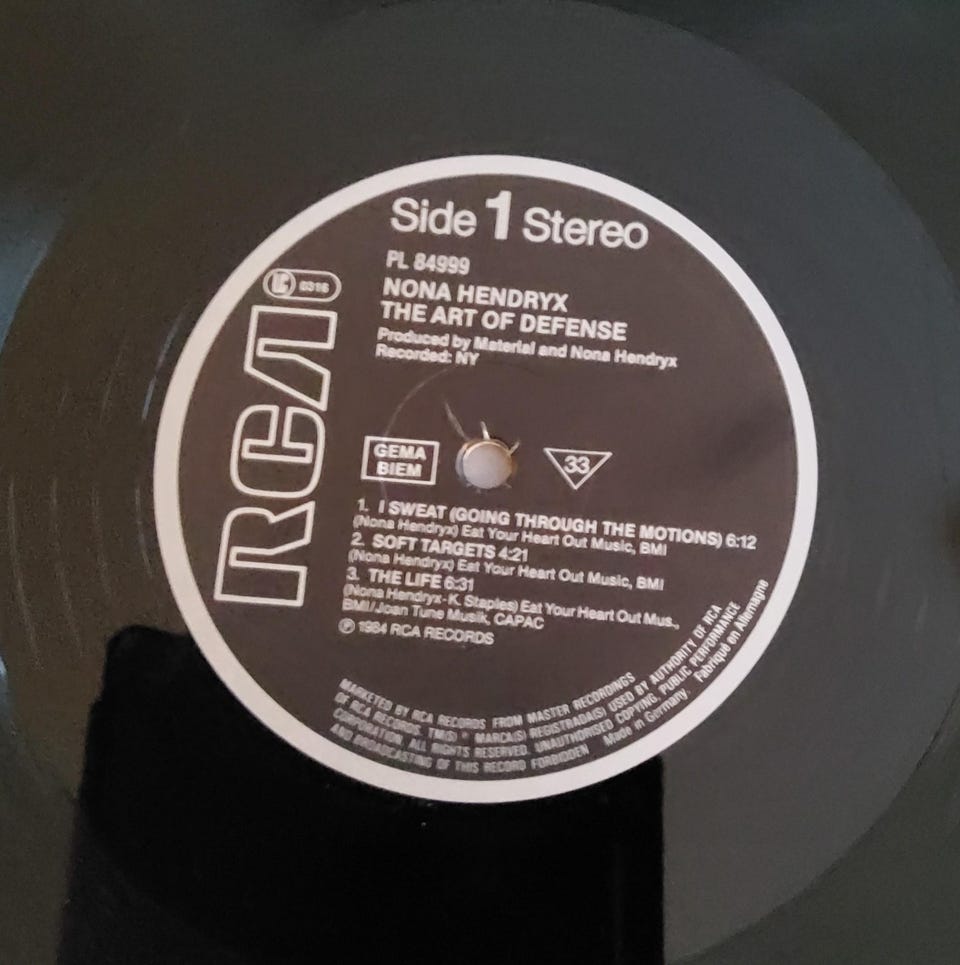 Side 1 Stereo
PL 84999
NONA HENDRYX
THE ART OF DEFENSE
Produced by Material and Nona Hendryx
Recorded: NY
LC 0316
RCA
GEMA
BIEM
33
1. I SWEAT (GOING THROUGH THE MOTIONS) 6:12
(Nona Hendryx) Eat Your Heart Out Music, BMI
2. SOFT TARGETS 4:21
(Nona Hendryx) Eat Your Heart Out Music, BMI
3. THE LIFE 6:31
(Nona Hendryx-K. Staples) Eat Your Heart Out Mus.,
BMI/Joan Tune Musik, CAPAC
℗ 1984 RCA RECORDS
MARKETED BY RCA RECORDS FROM MASTER RECORDINGS
OF RCA RECORDS. TM(S) ® MARCA(S) REGISTRADA(S) USED BY AUTHORITY OF RCA
CORPORATION. ALL RIGHTS RESERVED. UNAUTHORISED COPYING, PUBLIC PERFORMANCE
AND BROADCASTING OF THIS RECORD FORBIDDEN Made in Germany. Fabriqué en Allemagne